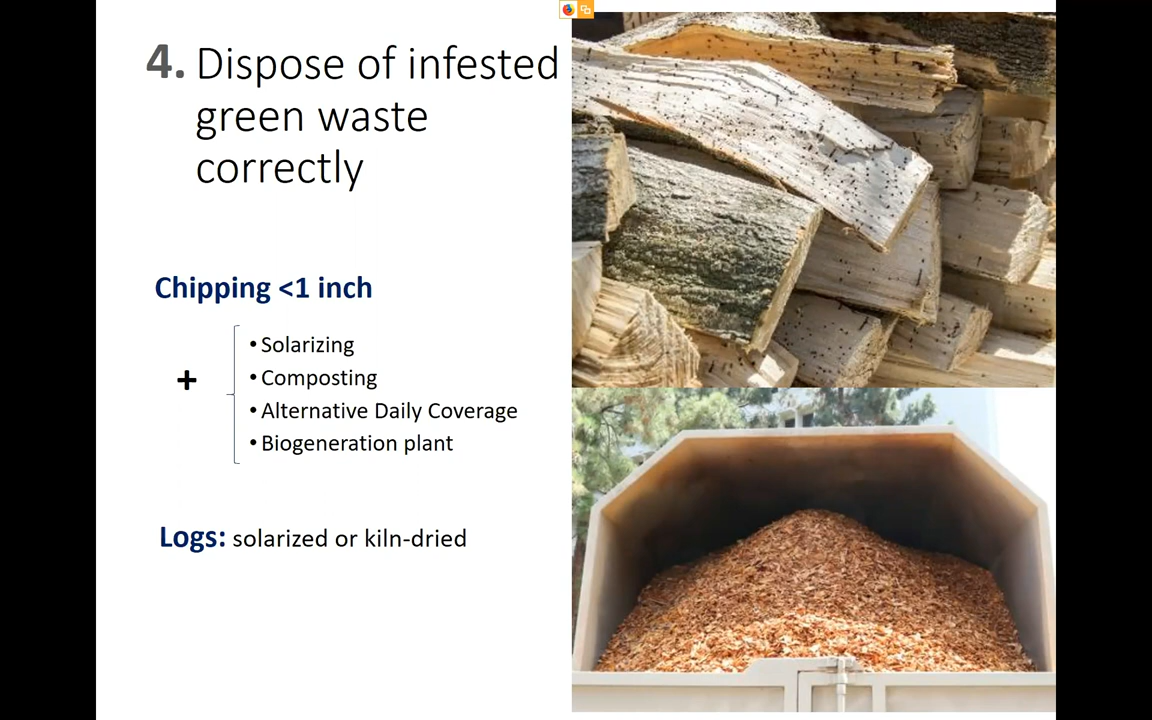 4. Dispose of infested
green waste
correctly
Chipping <1 inch
+
• Solarizing
• Composting
• Alternative Daily Coverage
• Biogeneration plant
Logs: solarized or kiln-dried